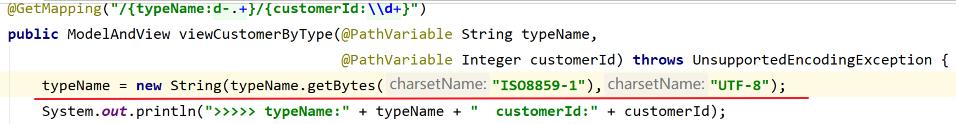 @GetMapping("/{typeName:d-.+}/{customerId:\\d+}")
public ModelAndView viewCustomerByType(@PathVariable String typeName,
@PathVariable Integer customerId) throws UnsupportedEncodingException {
typeName = new String(typeName.getBytes( charsetName: "ISO8859-1"), charsetName: "UTF-8");
System.out.println(">>>>> typeName:" + typeName + "  customerId:" + customerId);